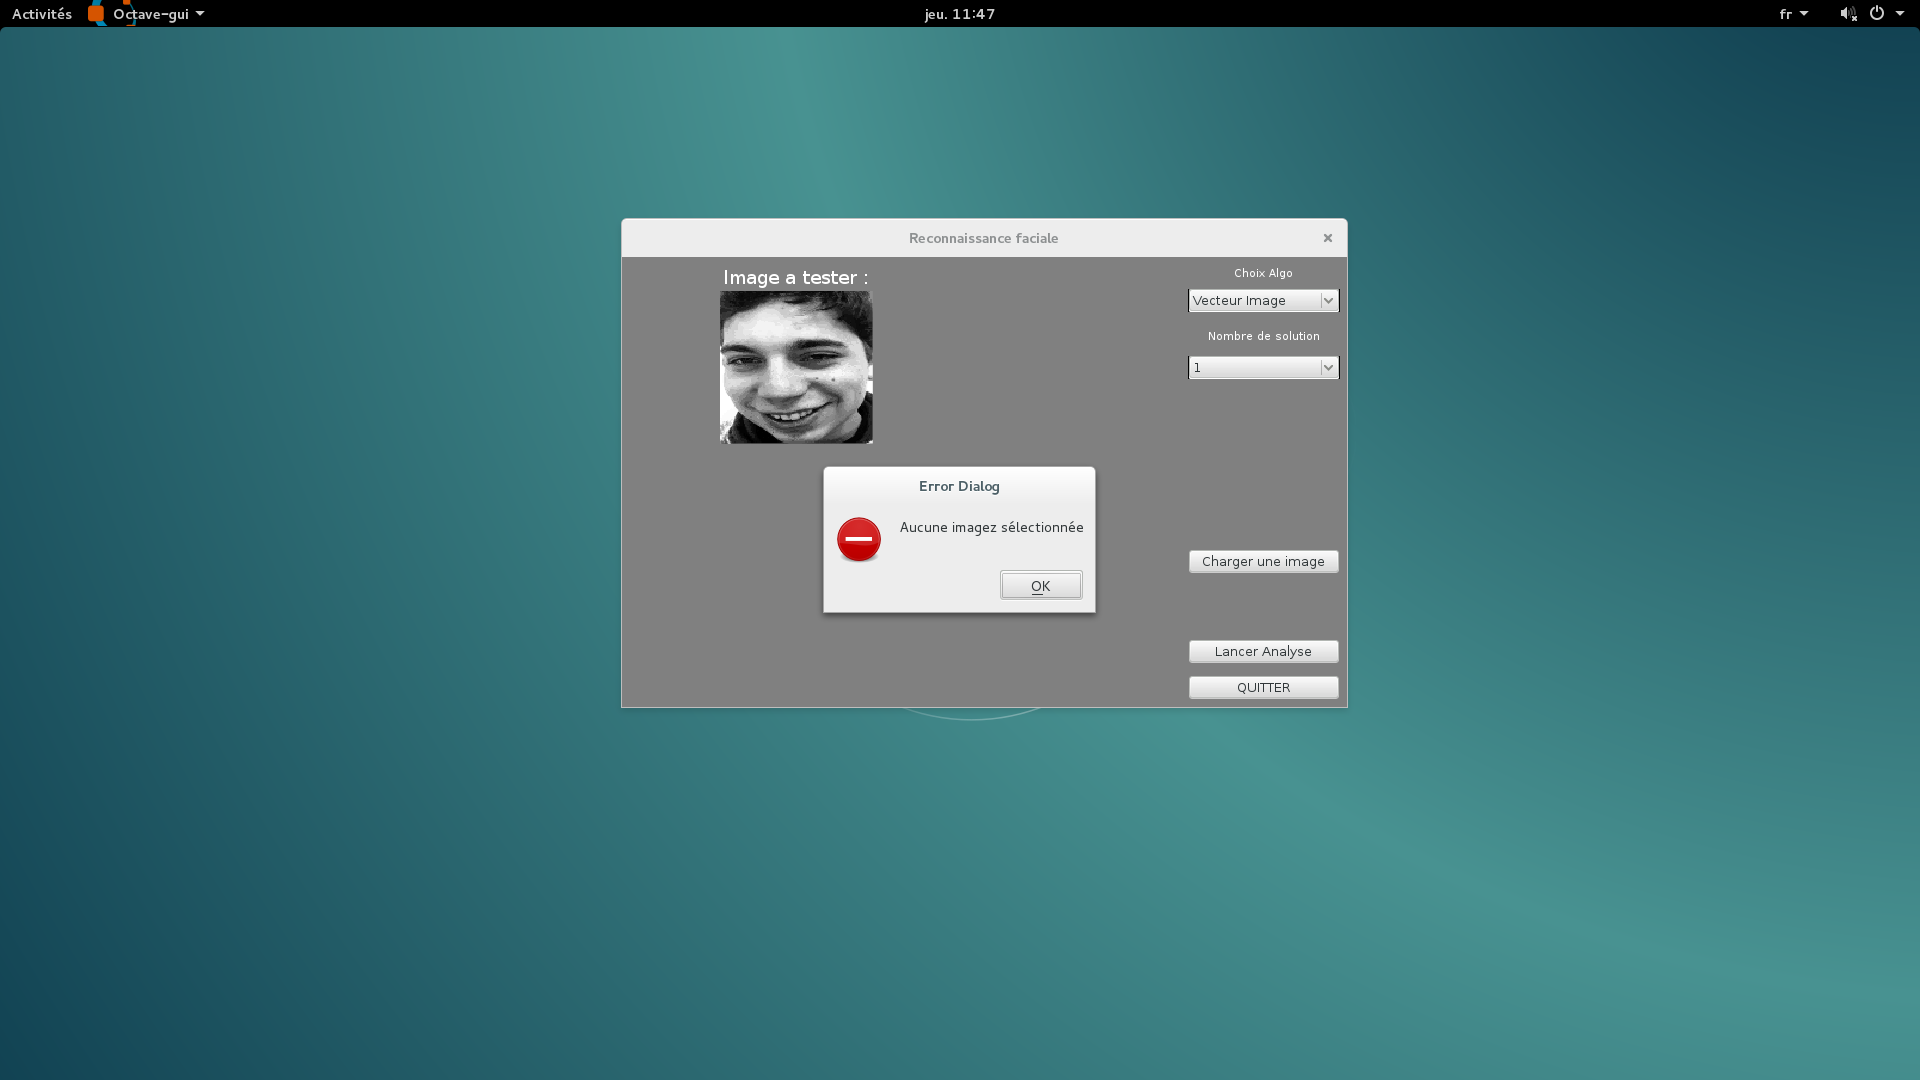 Activités
Octave-gui
jeu. 11:47
fr
Reconnaissance faciale
Image a tester :
Choix Algo
Vecteur Image
Nombre de solution
1
Error Dialog
Aucune imagez sélectionnée
OK
Charger une image
Lancer Analyse
QUITTER